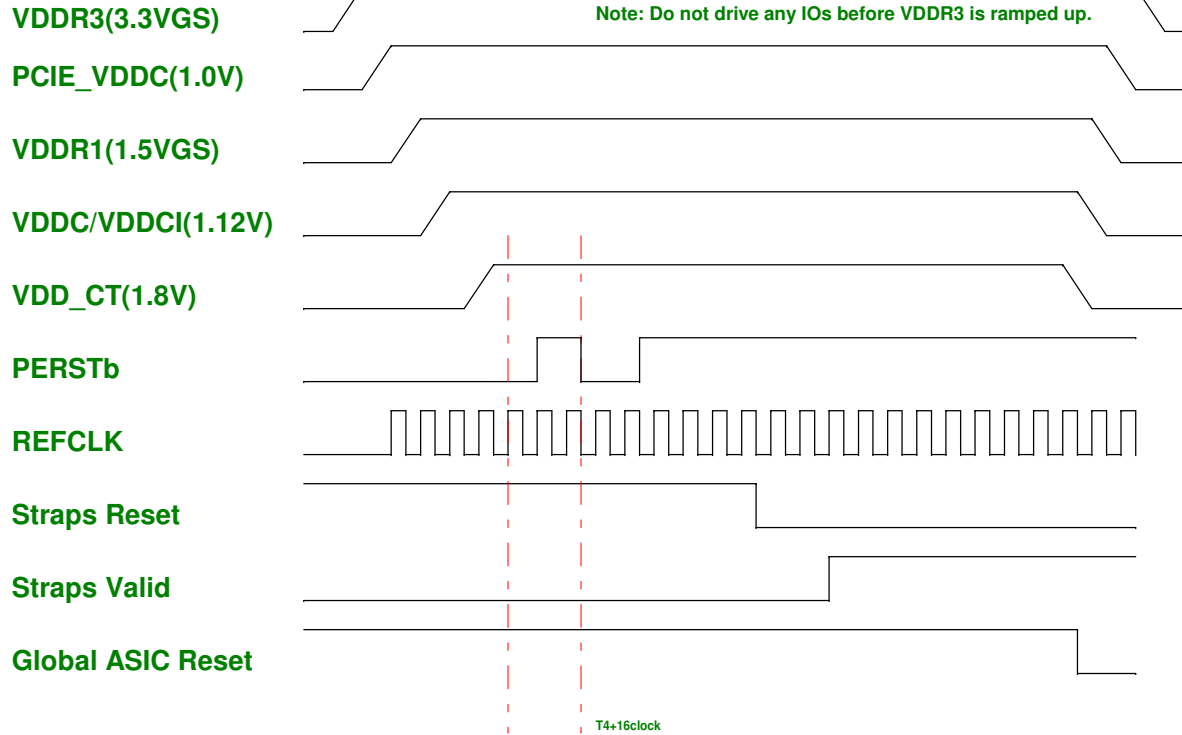 VDDR3(3.3VGS)
Note: Do not drive any IOs before VDDR3 is ramped up.
PCIE_VDDC(1.0V)
VDDR1(1.5VGS)
VDDC/VDDCI(1.12V)
VDD_CT(1.8V)
PERSTb
REFCLK
Straps Reset
Straps Valid
Global ASIC Reset
T4+16clock